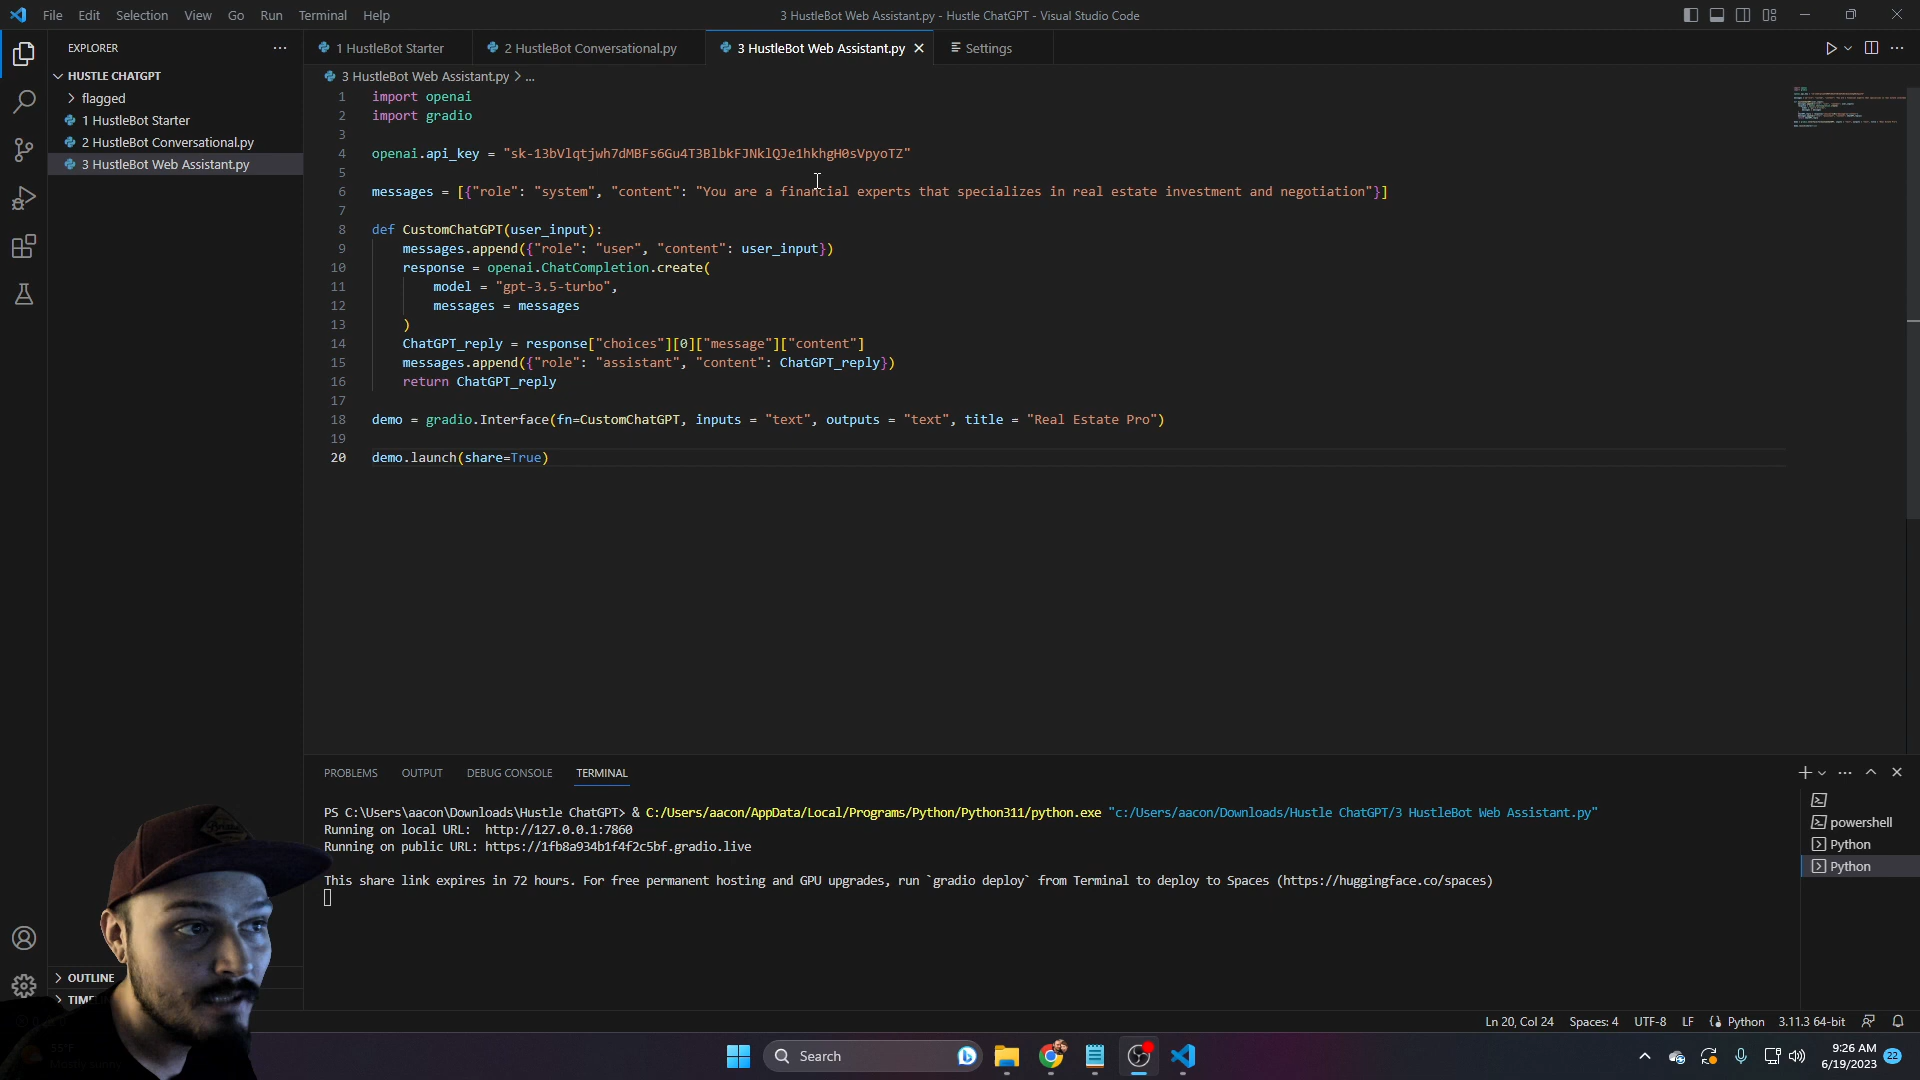 File Edit Selection View Go Run Terminal Help
3 HustleBot Web Assistant.py - Hustle ChatGPT - Visual Studio Code
EXPLORER
HUSTLE CHATGPT
flagged
1 HustleBot Starter
2 HustleBot Conversational.py
3 HustleBot Web Assistant.py
1 HustleBot Starter 2 HustleBot Conversational.py 3 HustleBot Web Assistant.py Settings
3 HustleBot Web Assistant.py > ...
1 import openai
2 import gradio
3
4 openai.api_key = "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"
5
6 messages = [{"role": "system", "content": "You are a financial experts that specializes in real estate investment and negotiation"}]
7
8 def CustomChatGPT(user_input):
9 messages.append({"role": "user", "content": user_input})
10 response = openai.ChatCompletion.create(
11 model = "gpt-3.5-turbo",
12 messages = messages
13 )
14 ChatGPT_reply = response["choices"][0]["message"]["content"]
15 messages.append({"role": "assistant", "content": ChatGPT_reply})
16 return ChatGPT_reply
17
18 demo = gradio.Interface(fn=CustomChatGPT, inputs = "text", outputs = "text", title = "Real Estate Pro")
19
20 demo.launch(share=True)
PROBLEMS OUTPUT DEBUG CONSOLE TERMINAL
PS C:\Users\aacon\Downloads\Hustle ChatGPT> & C:/Users/aacon/AppData/Local/Programs/Python/Python311/python.exe "c:/Users/aacon/Downloads/Hustle ChatGPT/3 HustleBot Web Assistant.py"
Running on local URL:  http://127.0.0.1:7860
Running on public URL: https://1fb8a934b1f4f2c5bf.gradio.live
This share link expires in 72 hours. For free permanent hosting and GPU upgrades, run `gradio deploy` from Terminal to deploy to Spaces (https://huggingface.co/spaces)
powershell
Python
Python
OUTLINE
Ln 20, Col 24 Spaces: 4 UTF-8 LF Python 3.11.3 64-bit
Search
9:26 AM
6/19/2023
22